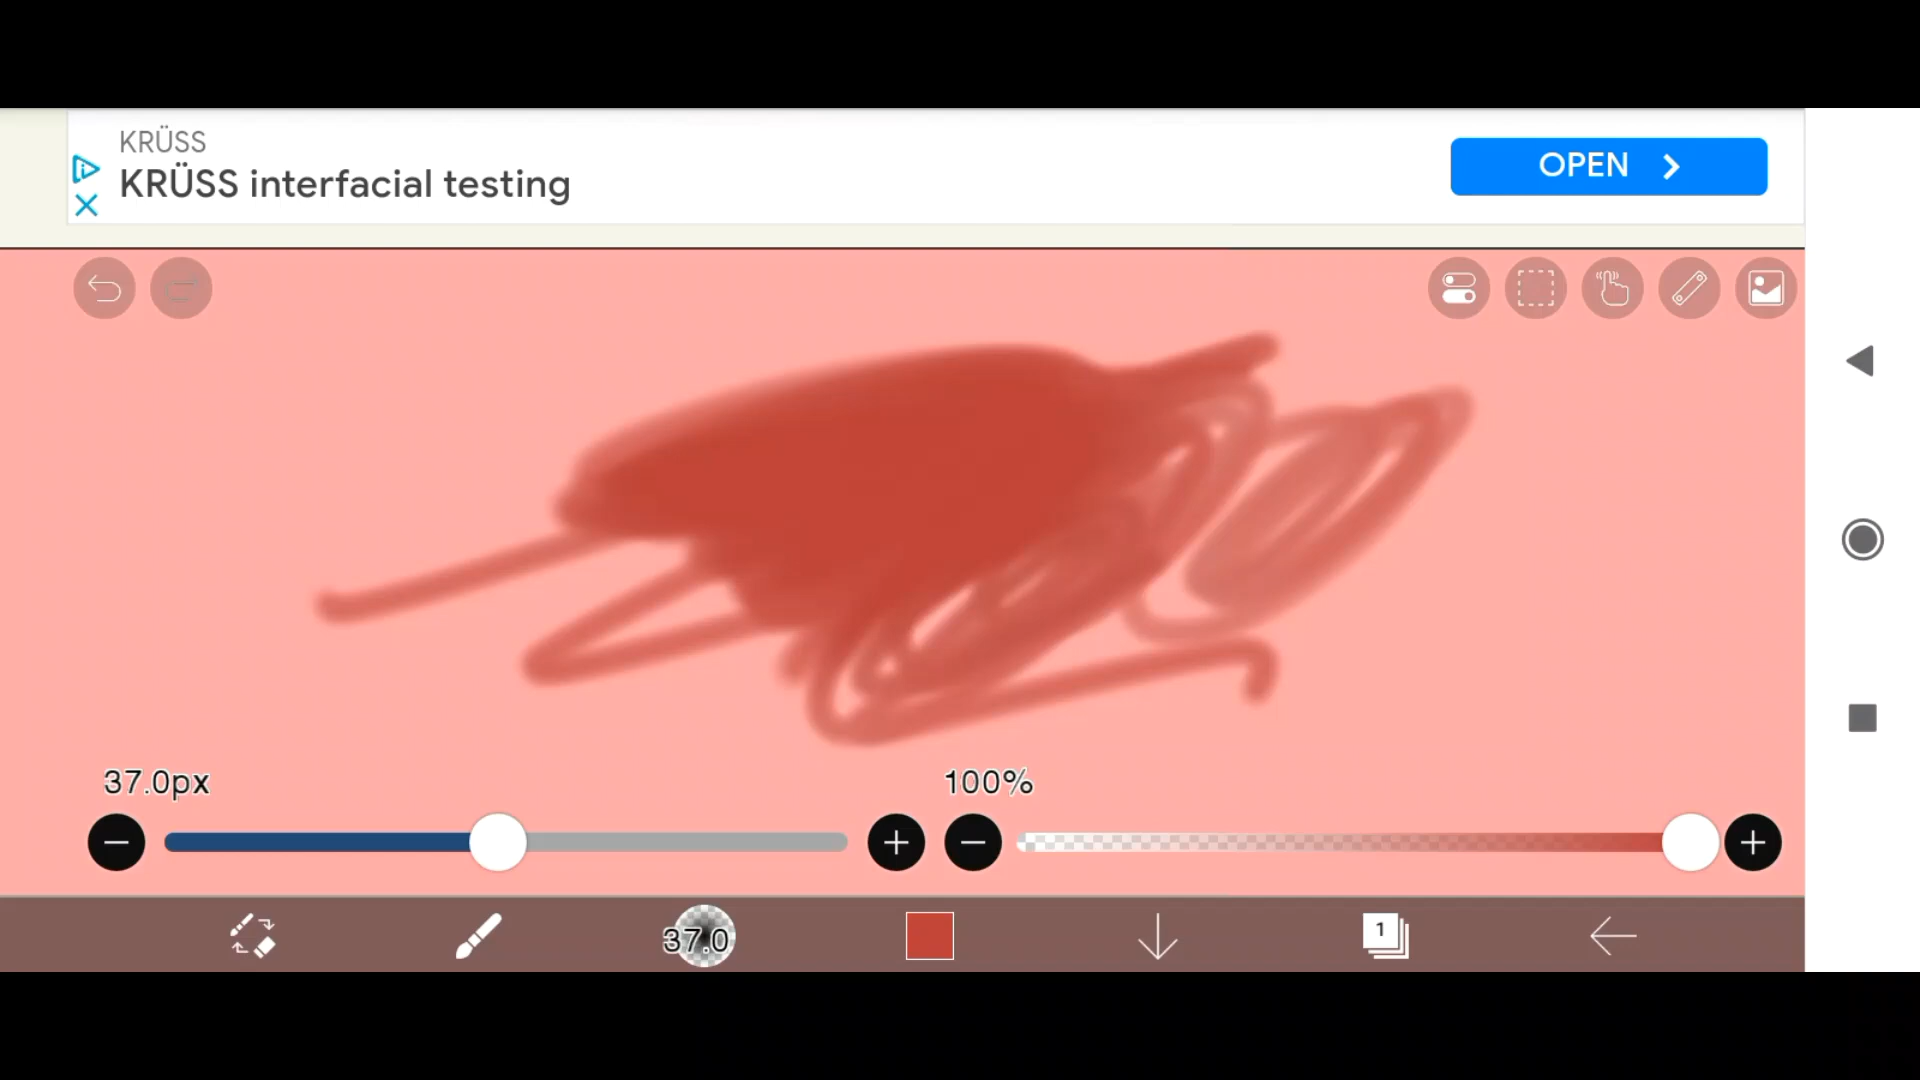 KRÜSS
KRÜSS interfacial testing
OPEN
37.0px
100%
37.0
1